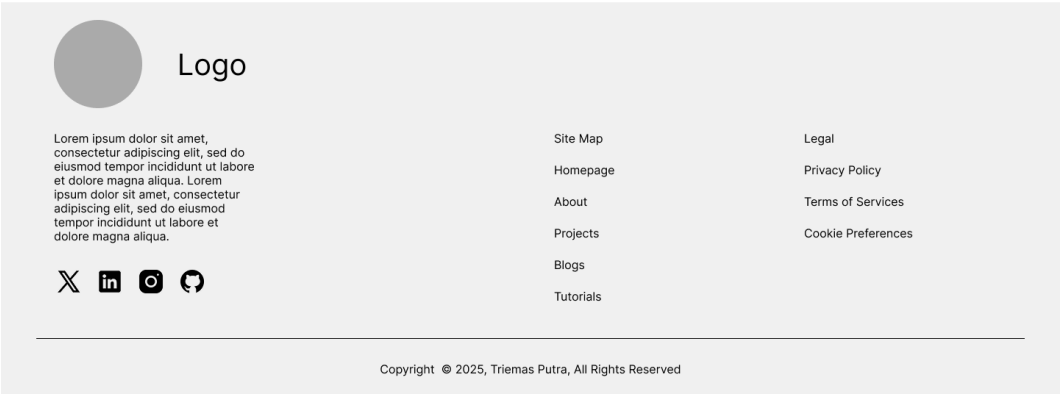 Logo
Lorem ipsum dolor sit amet,
consectetur adipiscing elit, sed do
eiusmod tempor incididunt ut labore
et dolore magna aliqua. Lorem
ipsum dolor sit amet, consectetur
adipiscing elit, sed do eiusmod
tempor incididunt ut labore et
dolore magna aliqua.
Site Map
Homepage
About
Projects
Blogs
Tutorials
Legal
Privacy Policy
Terms of Services
Cookie Preferences
Copyright © 2025, Triemas Putra, All Rights Reserved